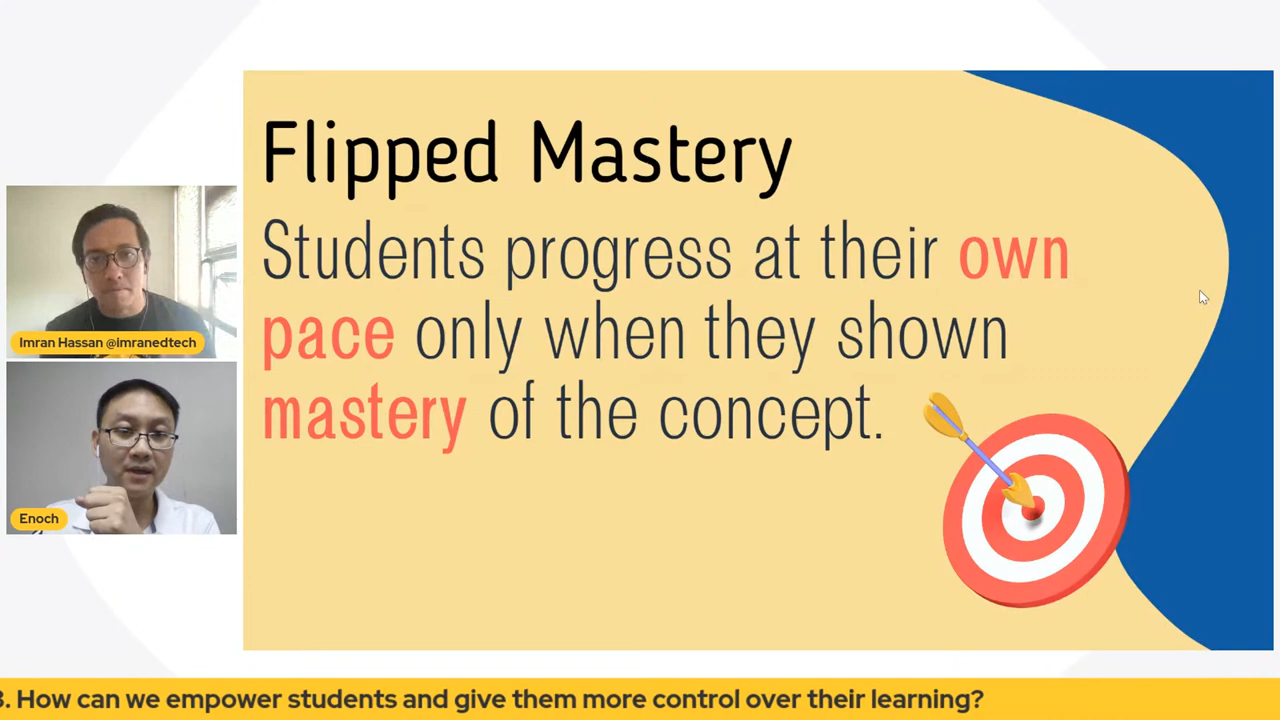 Flipped Mastery
Students progress at their own
pace only when they shown
mastery of the concept.
Imran Hassan @imranedtech
Enoch
3. How can we empower students and give them more control over their learning?